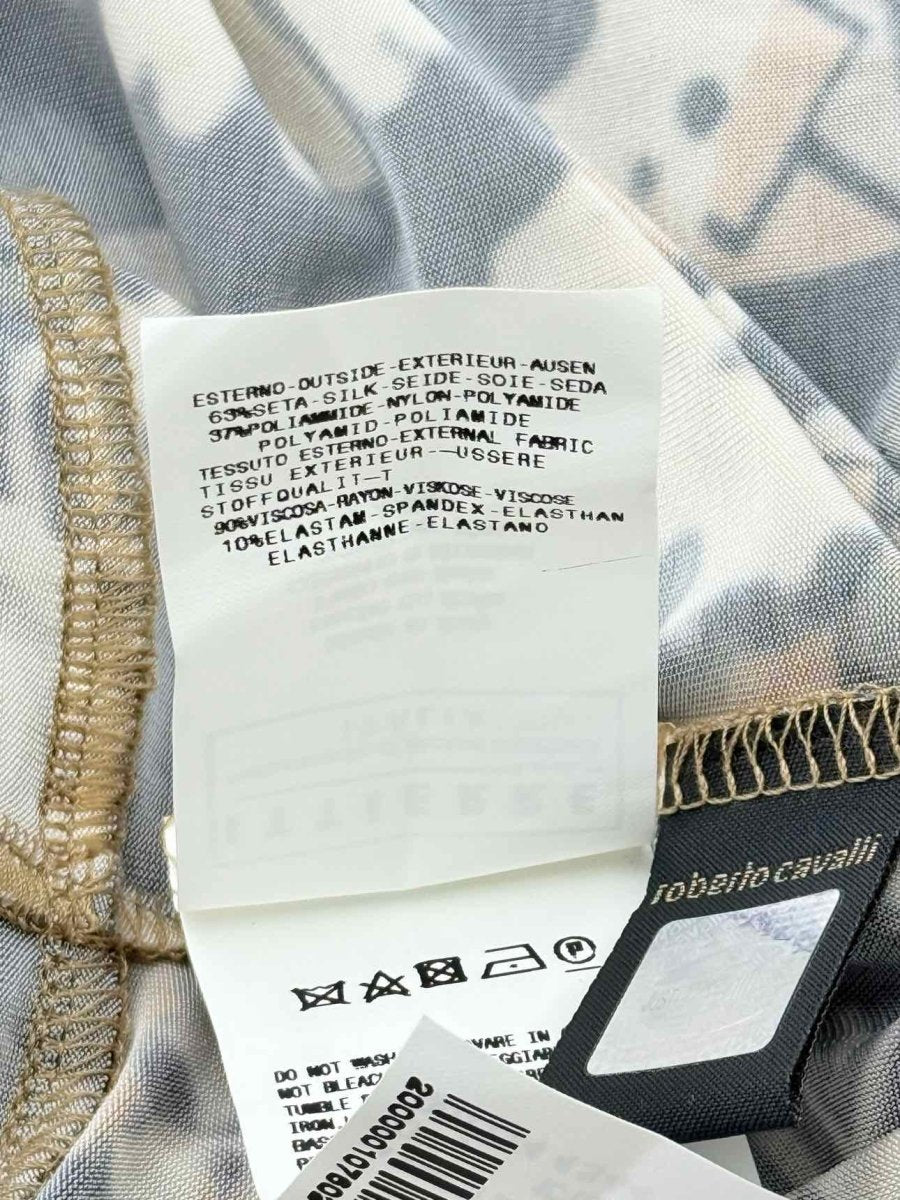 ESTERNO-OUTSIDE-EXTERIEUR-AUSEN
63%SETA-SILK-SEIDE-SOIE-SEDA
37%POLIAMMIDE-NYLON-POLYAMIDE
POLYAMID-POLIAMIDE
TESSUTO ESTERNO-EXTERNAL FABRIC
TISSU EXTERIEUR-—USSERE
STOFFQUALIT—T
90%VISCOSA-RAYON-VISKOSE-VISCOSE
10%ELASTAM-SPANDEX-ELASTHAN
ELASTHANNE-ELASTANO
ITTIERRE
roberto cavalli
P
DO NOT WASH
NOT BLEAC
TUMBLE
IRON